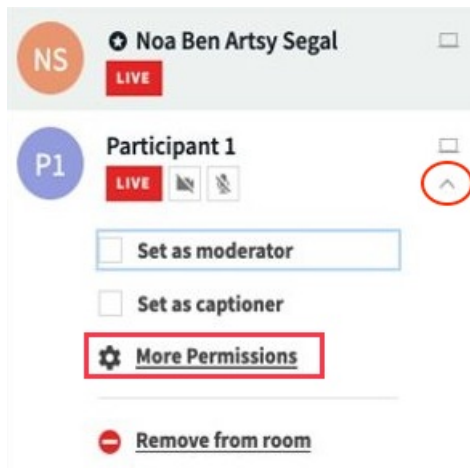 NS
Noa Ben Artsy Segal
LIVE
P1
Participant 1
LIVE
Set as moderator
Set as captioner
More Permissions
Remove from room